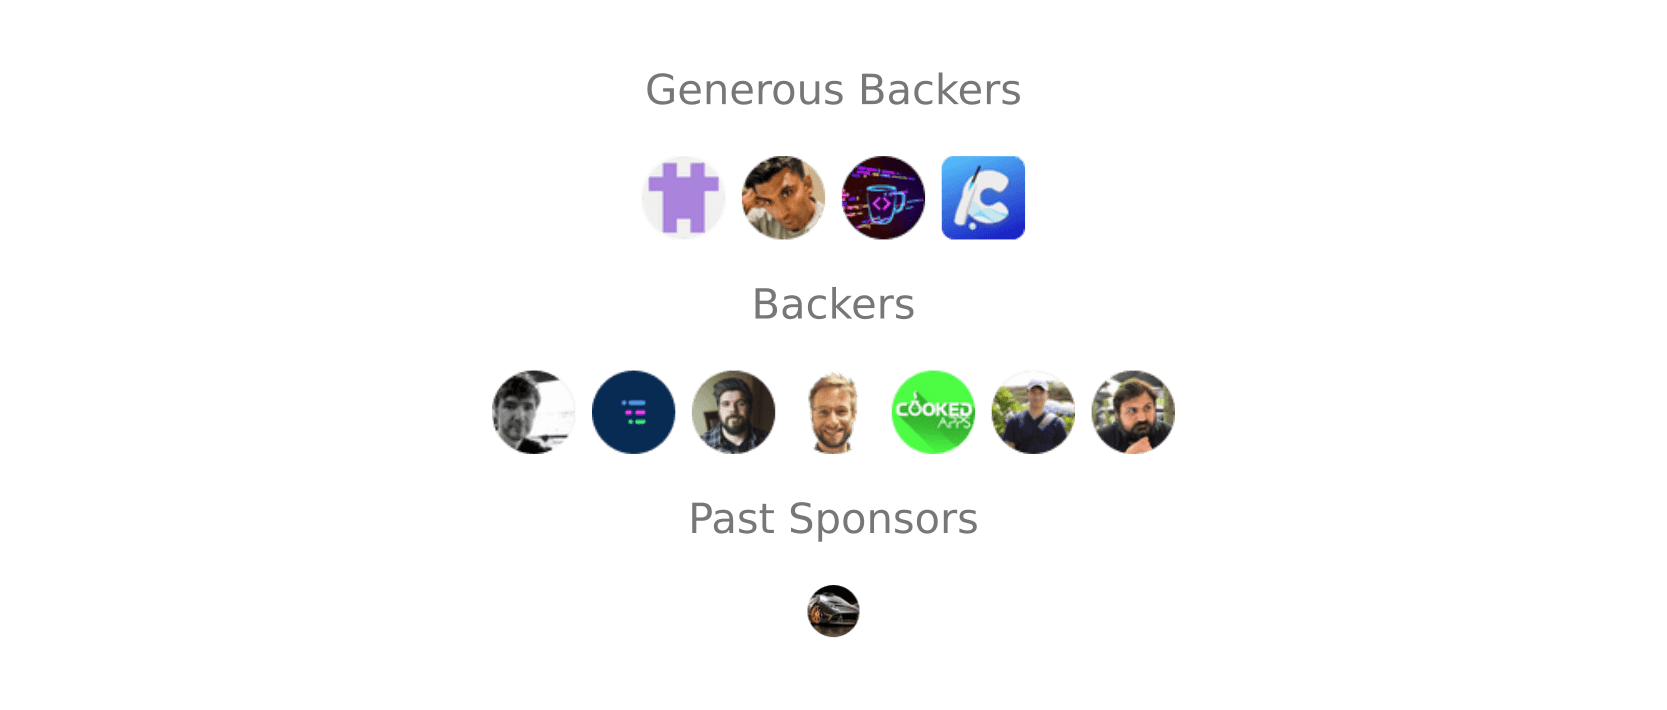 Generous Backers
<>
C
Backers
COOKED
APPS
Past Sponsors